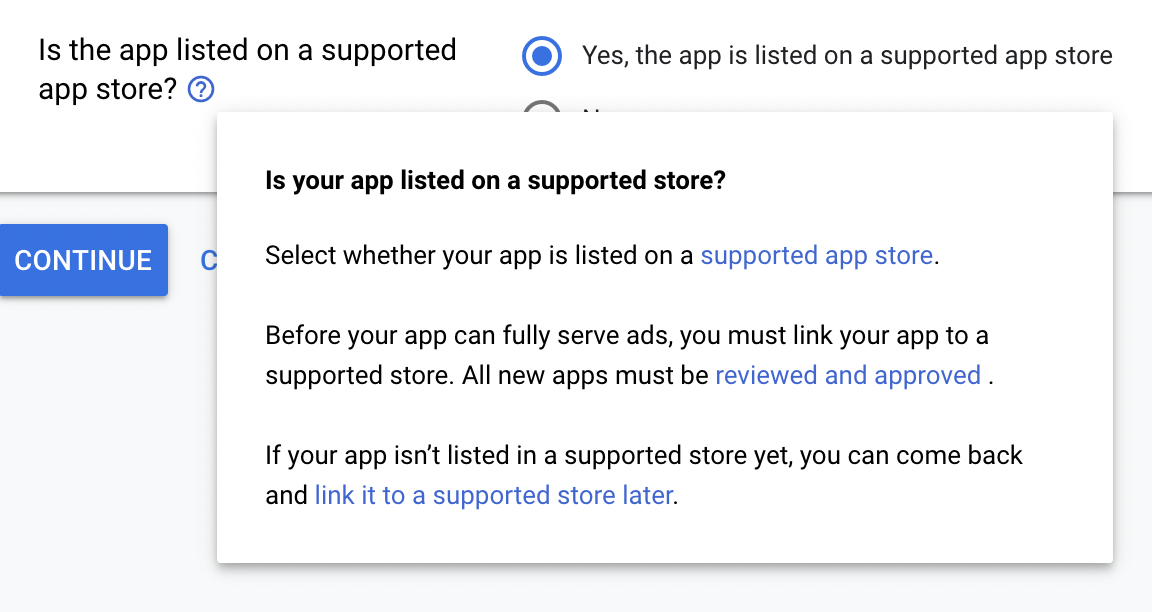 Is the app listed on a supported
app store?
Yes, the app is listed on a supported app store
Is your app listed on a supported store?
CONTINUE
Select whether your app is listed on a supported app store.
Before your app can fully serve ads, you must link your app to a
supported store. All new apps must be reviewed and approved .
If your app isn’t listed in a supported store yet, you can come back
and link it to a supported store later.